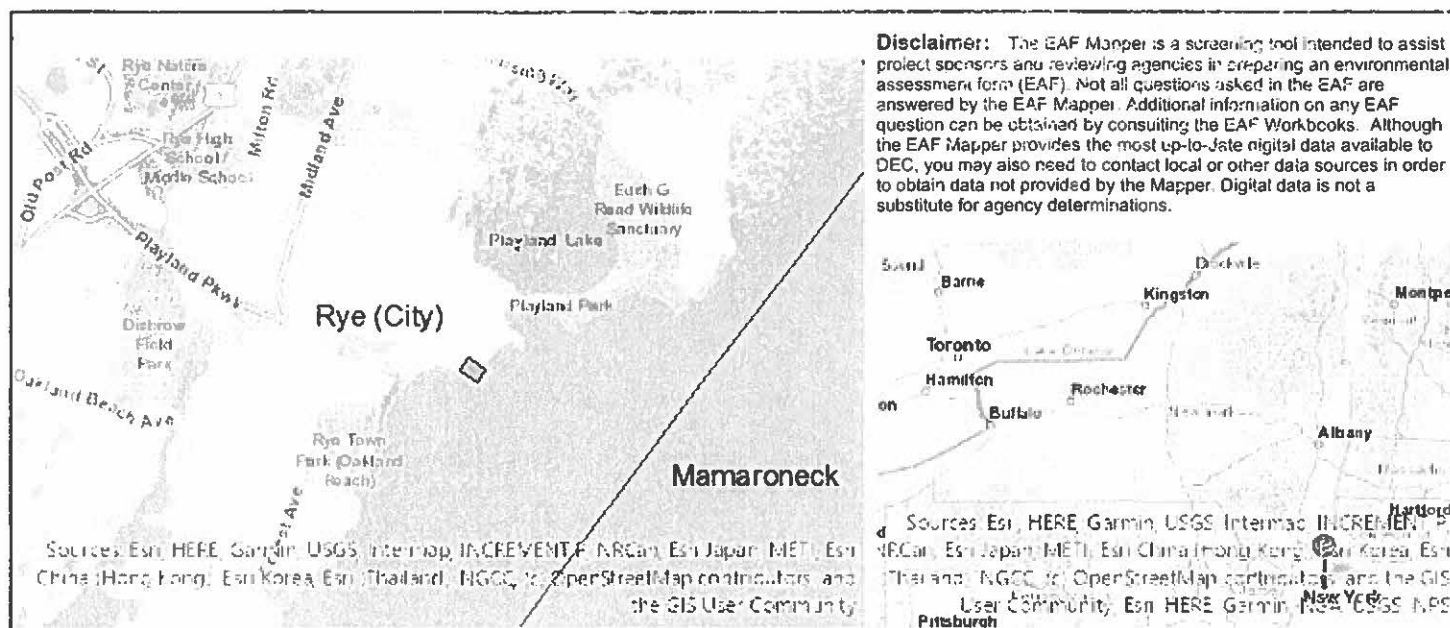 Disclaimer: The EAF Mapper is a screening tool intended to assist
project sponsors and reviewing agencies in preparing an environmental
assessment form (EAF). Not all questions asked in the EAF are
answered by the EAF Mapper. Additional information on any EAF
question can be obtained by consulting the EAF Workbooks. Although
the EAF Mapper provides the most up-to-date digital data available to
DEC, you may also need to contact local or other data sources in order
to obtain data not provided by the Mapper. Digital data is not a
substitute for agency determinations.
Rye Nature
Center
Rye High
School /
Middle School
Milton Rd
Midland Ave
Old Post Rd
Playland Pkwy
Disbrow
Field
Park
Oakland Beach Ave
Rye (City)
Edith G
Read Wildlife
Sanctuary
Playland Lake
Playland Park
Rye Town
Park (Oakland
Beach)
Forest Ave
Mamaroneck
Sources: Esri, HERE, Garmin, USGS, Intermap, INCREMENT P, NRCan, Esri Japan, METI, Esri
China (Hong Kong), Esri Korea, Esri (Thailand), NGCC, (c) OpenStreetMap contributors, and
the GIS User Community
Sound
Barrie
Kingston
Montpe
Toronto
Lake Ontario
Hamilton
on
Rochester
Buffalo
New York
Albany
Hartford
Sources: Esri, HERE, Garmin, USGS, Intermap, INCREMENT P,
NRCan, Esri Japan, METI, Esri China (Hong Kong), Esri Korea, Esri
(Thailand), NGCC, (c) OpenStreetMap contributors, and the GIS
User Community, Esri, HERE, Garmin, NGA, USGS, NPS
New York
Pittsburgh